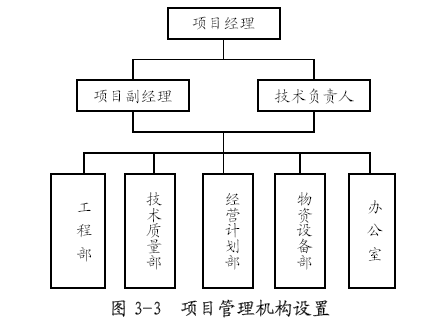 项目经理
项目副经理
技术负责人
工程部
技术质量部
经营计划部
物资设备部
办公室
图 3-3 项目管理机构设置